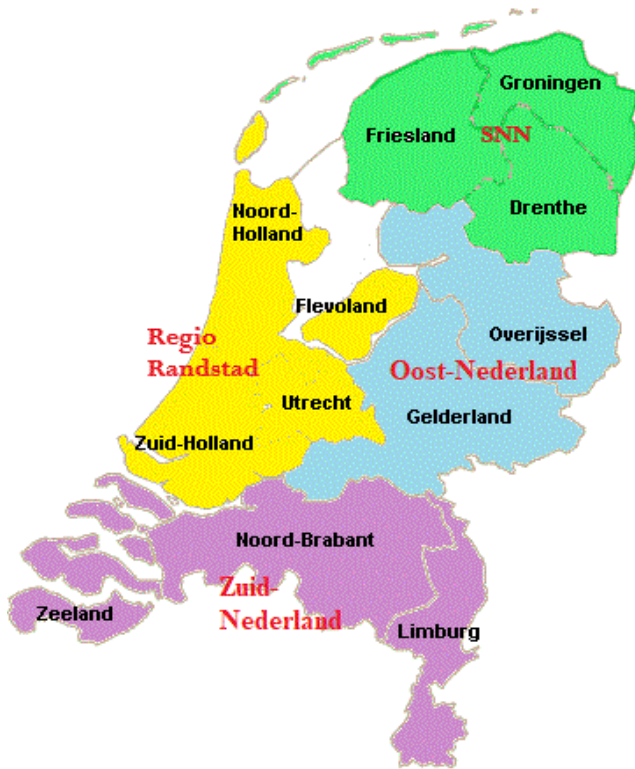 Groningen
Friesland
SNN
Drenthe
Noord-
Holland
Flevoland
Overijssel
Regio
Randstad
Oost-Nederland
Utrecht
Gelderland
Zuid-Holland
Noord-Brabant
Zuid-
Nederland
Zeeland
Limburg